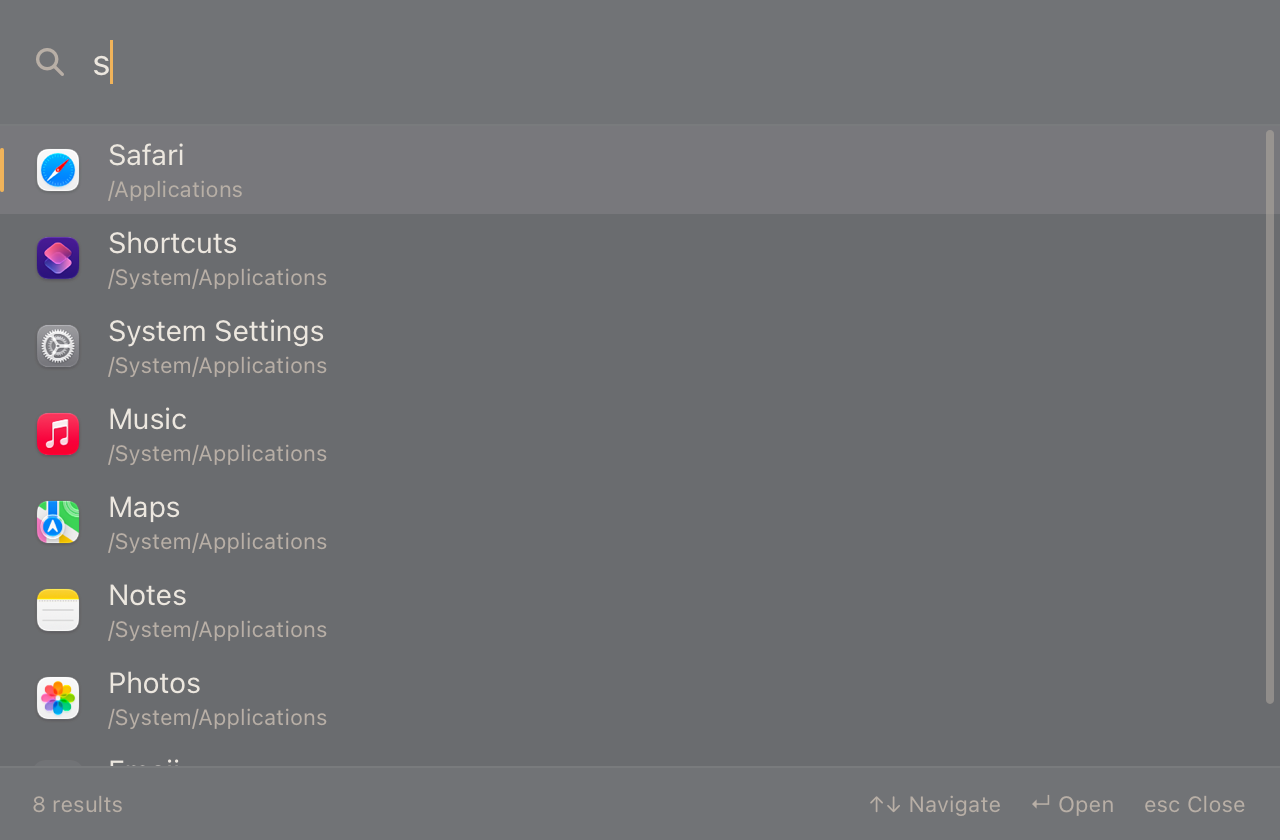 s
Safari
/Applications
Shortcuts
/System/Applications
System Settings
/System/Applications
Music
/System/Applications
Maps
/System/Applications
Notes
/System/Applications
Photos
/System/Applications
8 results
↑↓ Navigate
↵ Open
esc Close